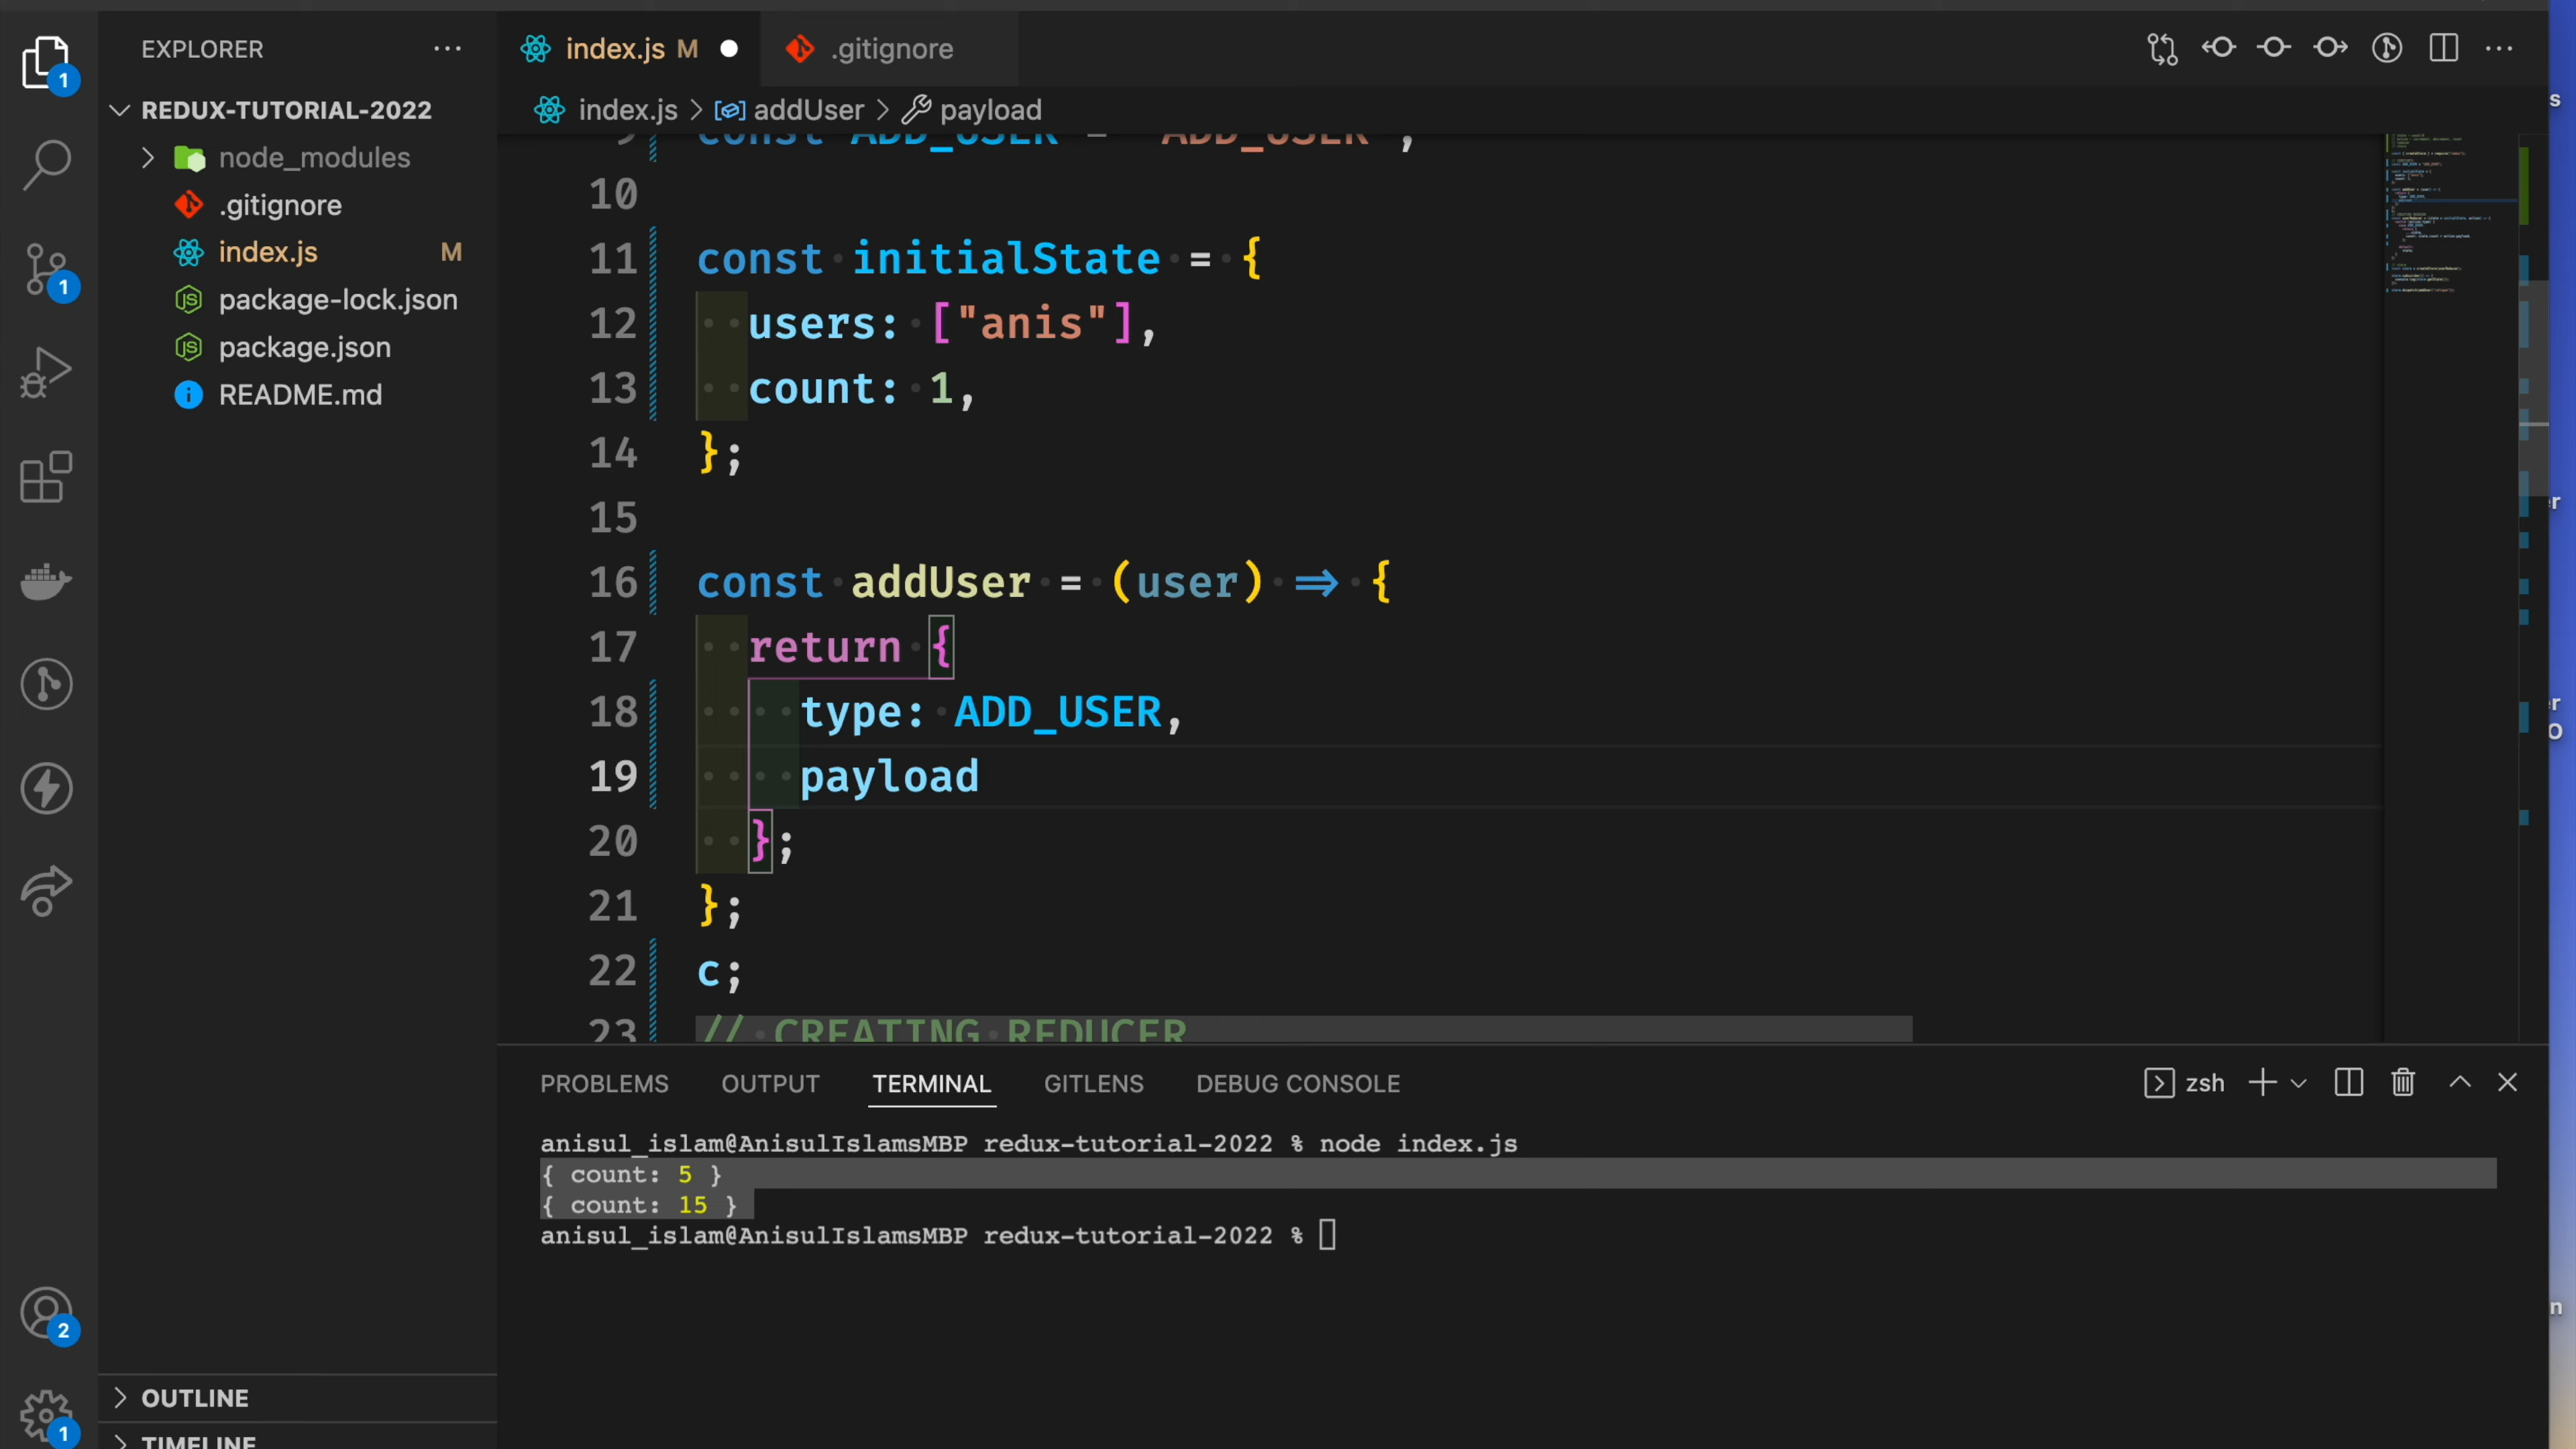 EXPLORER
index.js M
.gitignore
REDUX-TUTORIAL-2022
index.js > addUser > payload
node_modules
.gitignore
index.js M
package-lock.json
package.json
README.md
9 const ADD_USER = "ADD_USER";
10
11 const initialState = {
12 users: ["anis"],
13 count: 1,
14 };
15
16 const addUser = (user) => {
17 return {
18 type: ADD_USER,
19 payload
20 };
21 };
22 c;
23 // CREATING REDUCER
PROBLEMS OUTPUT TERMINAL GITLENS DEBUG CONSOLE
zsh
anisul_islam@AnisulIslamsMBP redux-tutorial-2022 % node index.js
{ count: 5 }
{ count: 15 }
anisul_islam@AnisulIslamsMBP redux-tutorial-2022 %
OUTLINE
TIMELINE
1
1
2
1